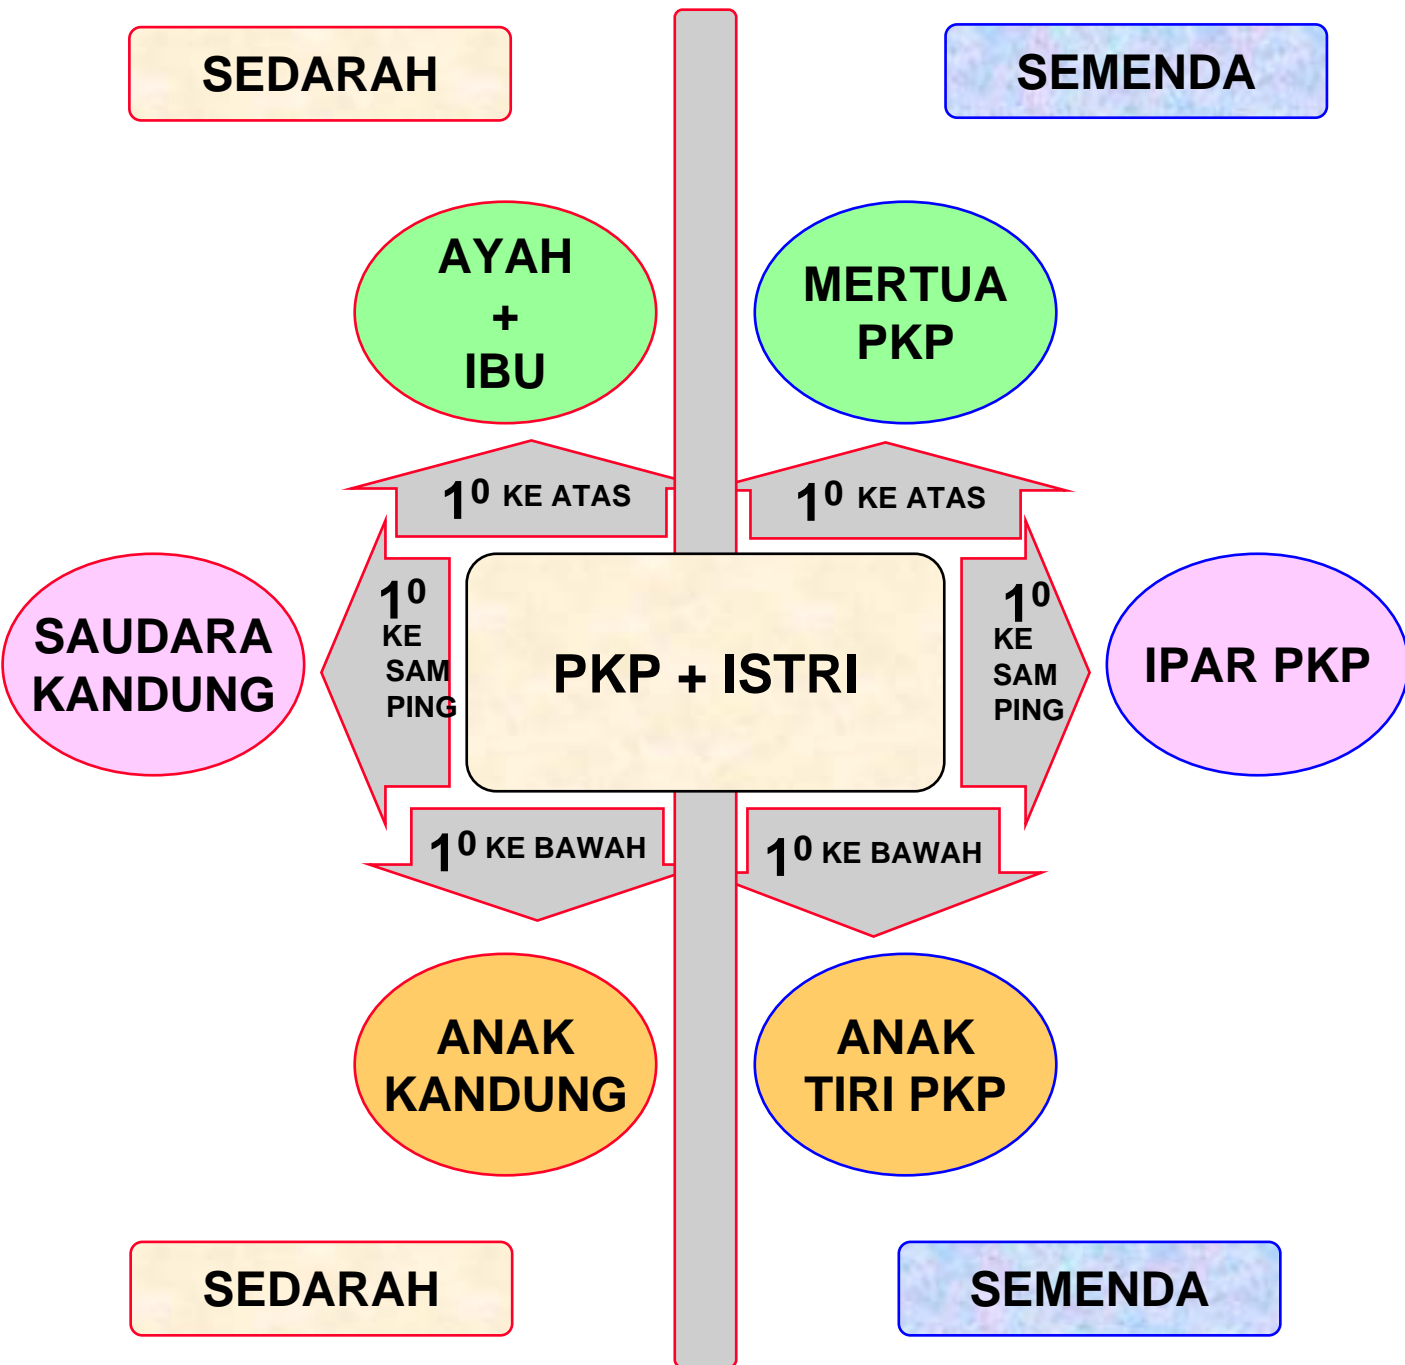 SEDARAH
SEMENDA
AYAH
+
IBU
MERTUA
PKP
1⁰ KE ATAS
1⁰ KE ATAS
SAUDARA
KANDUNG
1⁰
KE
SAM
PING
PKP + ISTRI
1⁰
KE
SAM
PING
IPAR PKP
1⁰ KE BAWAH
1⁰ KE BAWAH
ANAK
KANDUNG
ANAK
TIRI PKP
SEDARAH
SEMENDA